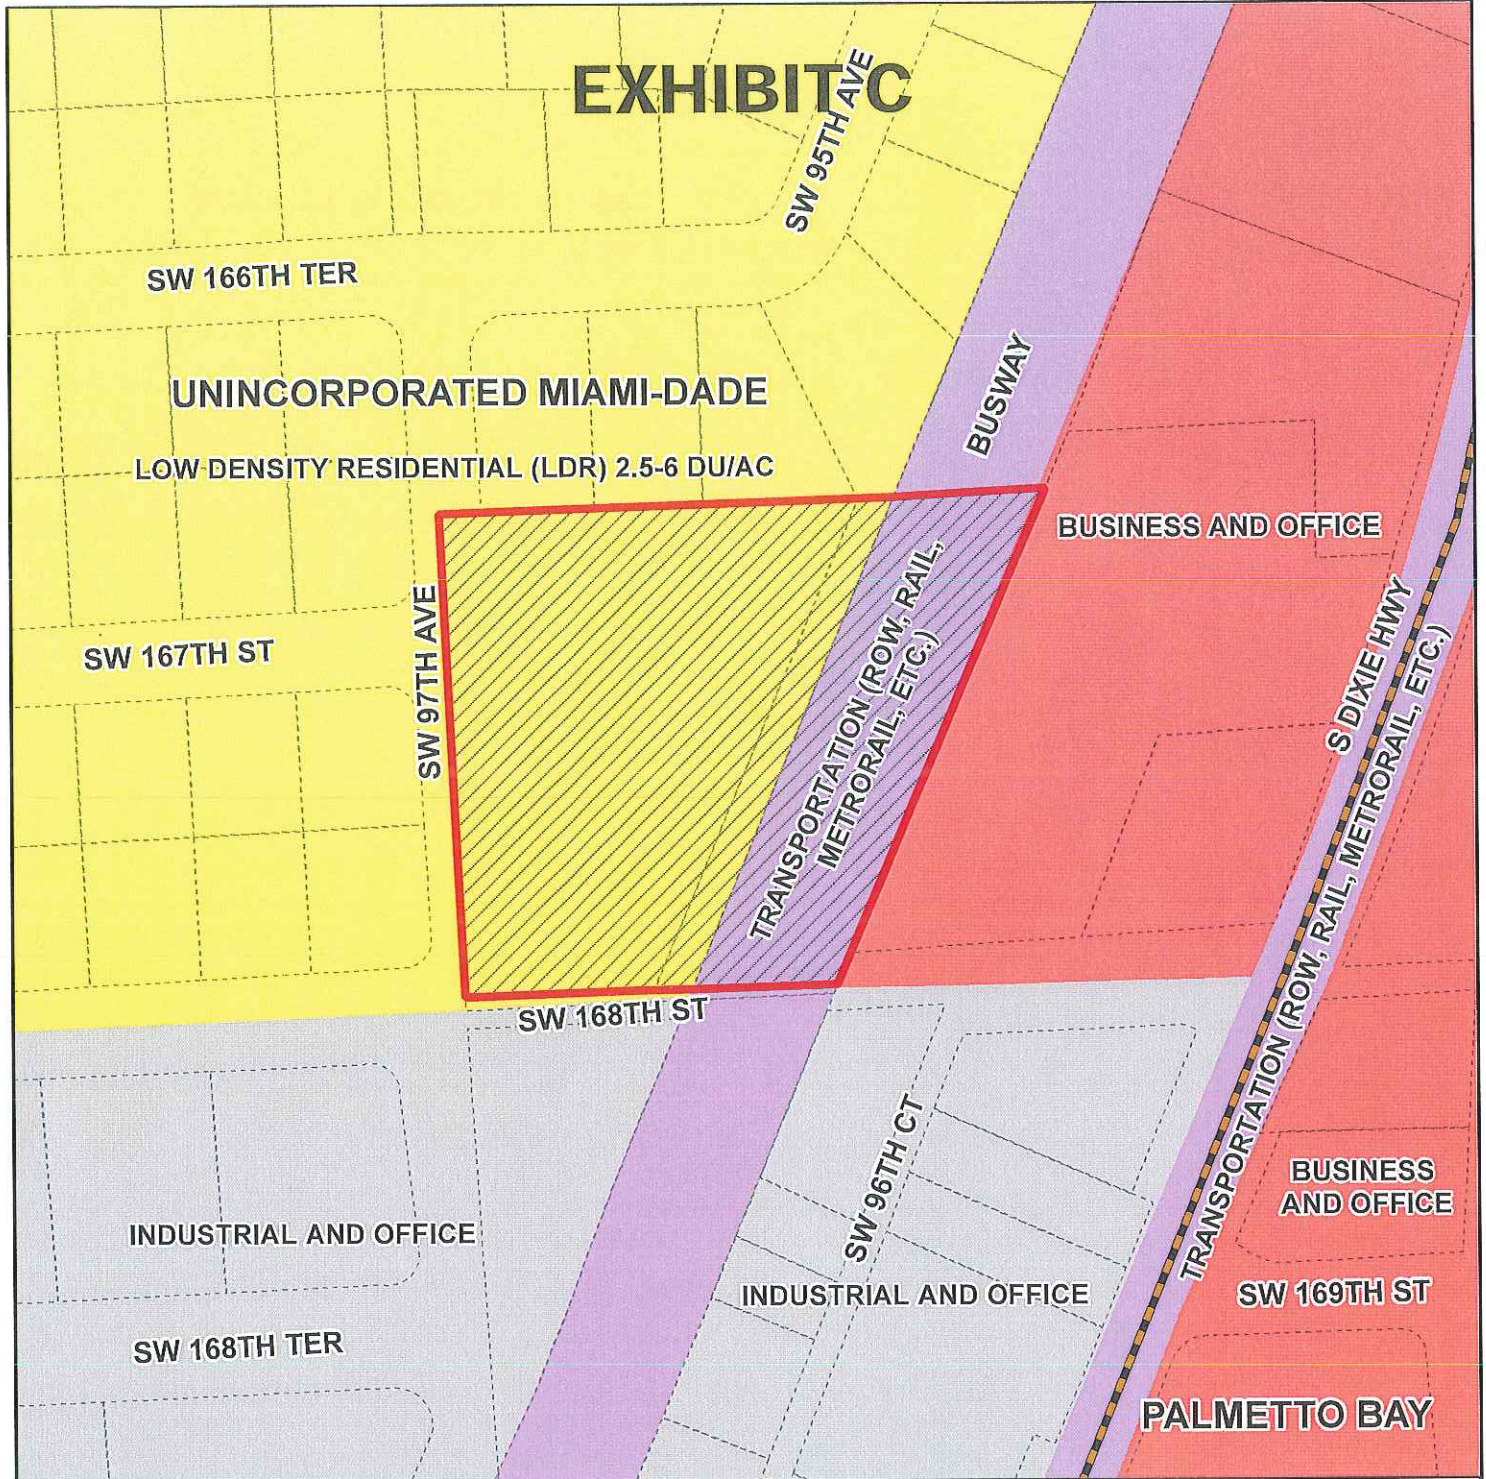 EXHIBIT C
SW 95TH AVE
SW 166TH TER
BUSWAY
UNINCORPORATED MIAMI-DADE
LOW DENSITY RESIDENTIAL (LDR) 2.5-6 DU/AC
BUSINESS AND OFFICE
TRANSPORTATION (ROW, RAIL,
METRORAIL, ETC.)
SW 97TH AVE
SW 167TH ST
S DIXIE HWY
TRANSPORTATION (ROW, RAIL, METRORAIL, ETC.)
SW 168TH ST
SW 96TH CT
BUSINESS
AND OFFICE
INDUSTRIAL AND OFFICE
INDUSTRIAL AND OFFICE
SW 169TH ST
SW 168TH TER
PALMETTO BAY